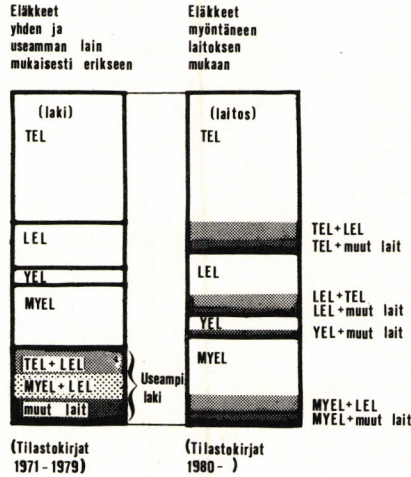 Eläkkeet
yhden ja
useamman lain
mukaisesti erikseen
Eläkkeet
myöntäneen
laitoksen
mukaan
(laki)
TEL
LEL
YEL
MYEL
TEL+ LEL
MYEL+ LEL
muut lait
Useampi
laki
(laitos)
TEL
LEL
YEL
MYEL
TEL+LEL
TEL+muut lait
LEL+TEL
LEL+muut lait
YEL+muut lait
MYEL+LEL
MYEL+muut lait
(Tilastokirjat
1971-1979)
(Tilastokirjat
1980- )